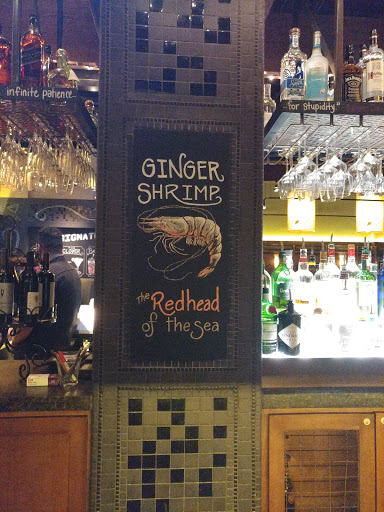 infinite patience
for stupidity
GINGER
SHRIMP
the Redhead
of the Sea